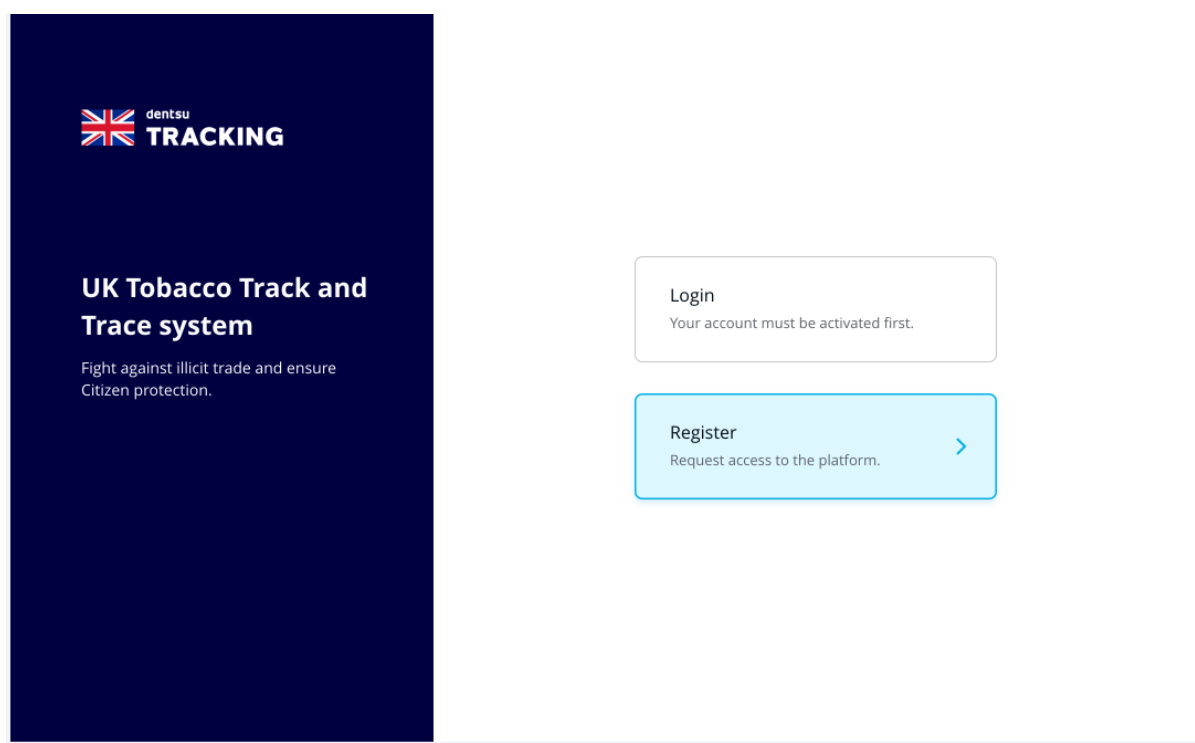 dentsu
TRACKING
UK Tobacco Track and
Trace system
Fight against illicit trade and ensure
Citizen protection.
Login
Your account must be activated first.
Register
Request access to the platform.